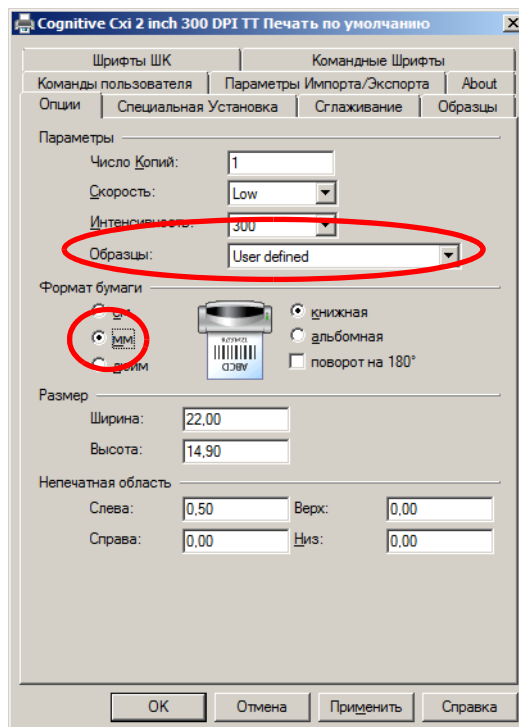 Cognitive Cxi 2 inch 300 DPI TT Печать по умолчанию
Шрифты ШК Командные Шрифты
Команды пользователя Параметры Импорта/Экспорта About
Опции Специальная Установка Сглаживание Образцы
Параметры
Число Копий: 1
Скорость: Low
Интенсивность: 300
Образцы: User defined
Формат бумаги
см книжная
мм альбомная
дюйм поворот на 180°
ABCD
Размер
Ширина: 22,00
Высота: 14,90
Непечатная область
Слева: 0,50 Верх: 0,00
Справа: 0,00 Низ: 0,00
OK Отмена Применить Справка